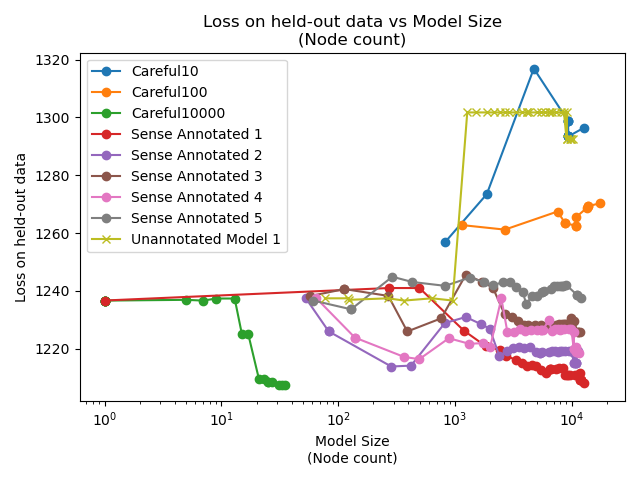 Loss on held-out data vs Model Size
(Node count)
Loss on held-out data
1320
1300
1280
1260
1240
1220
Careful10
Careful100
Careful10000
Sense Annotated 1
Sense Annotated 2
Sense Annotated 3
Sense Annotated 4
Sense Annotated 5
Unannotated Model 1
10⁰ 10¹ 10² 10³ 10⁴
Model Size
(Node count)